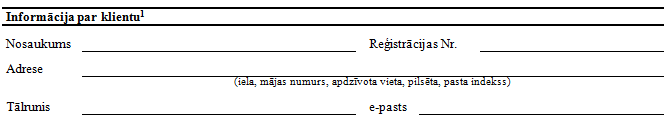 Informācija par klientu¹
Nosaukums Reģistrācijas Nr.
Adrese
(iela, mājas numurs, apdzīvota vieta, pilsēta, pasta indekss)
Tālrunis e-pasts